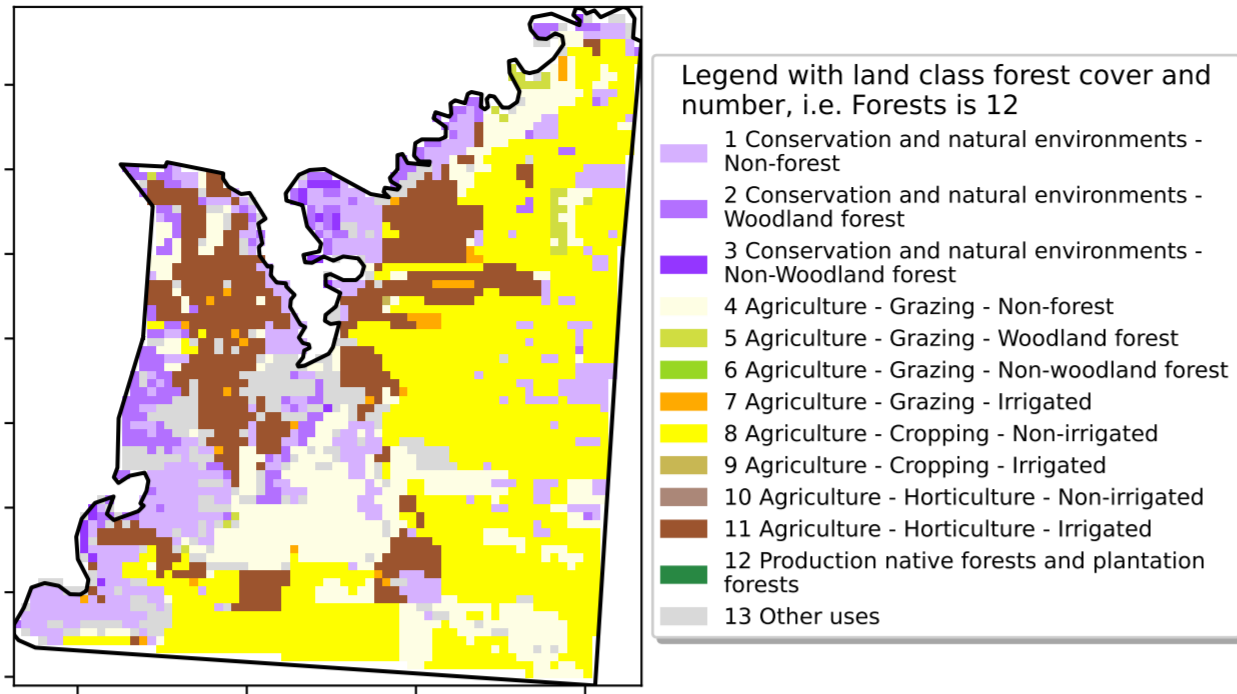 Legend with land class forest cover and
number, i.e. Forests is 12
1 Conservation and natural environments -
Non-forest
2 Conservation and natural environments -
Woodland forest
3 Conservation and natural environments -
Non-Woodland forest
4 Agriculture - Grazing - Non-forest
5 Agriculture - Grazing - Woodland forest
6 Agriculture - Grazing - Non-woodland forest
7 Agriculture - Grazing - Irrigated
8 Agriculture - Cropping - Non-irrigated
9 Agriculture - Cropping - Irrigated
10 Agriculture - Horticulture - Non-irrigated
11 Agriculture - Horticulture - Irrigated
12 Production native forests and plantation
forests
13 Other uses